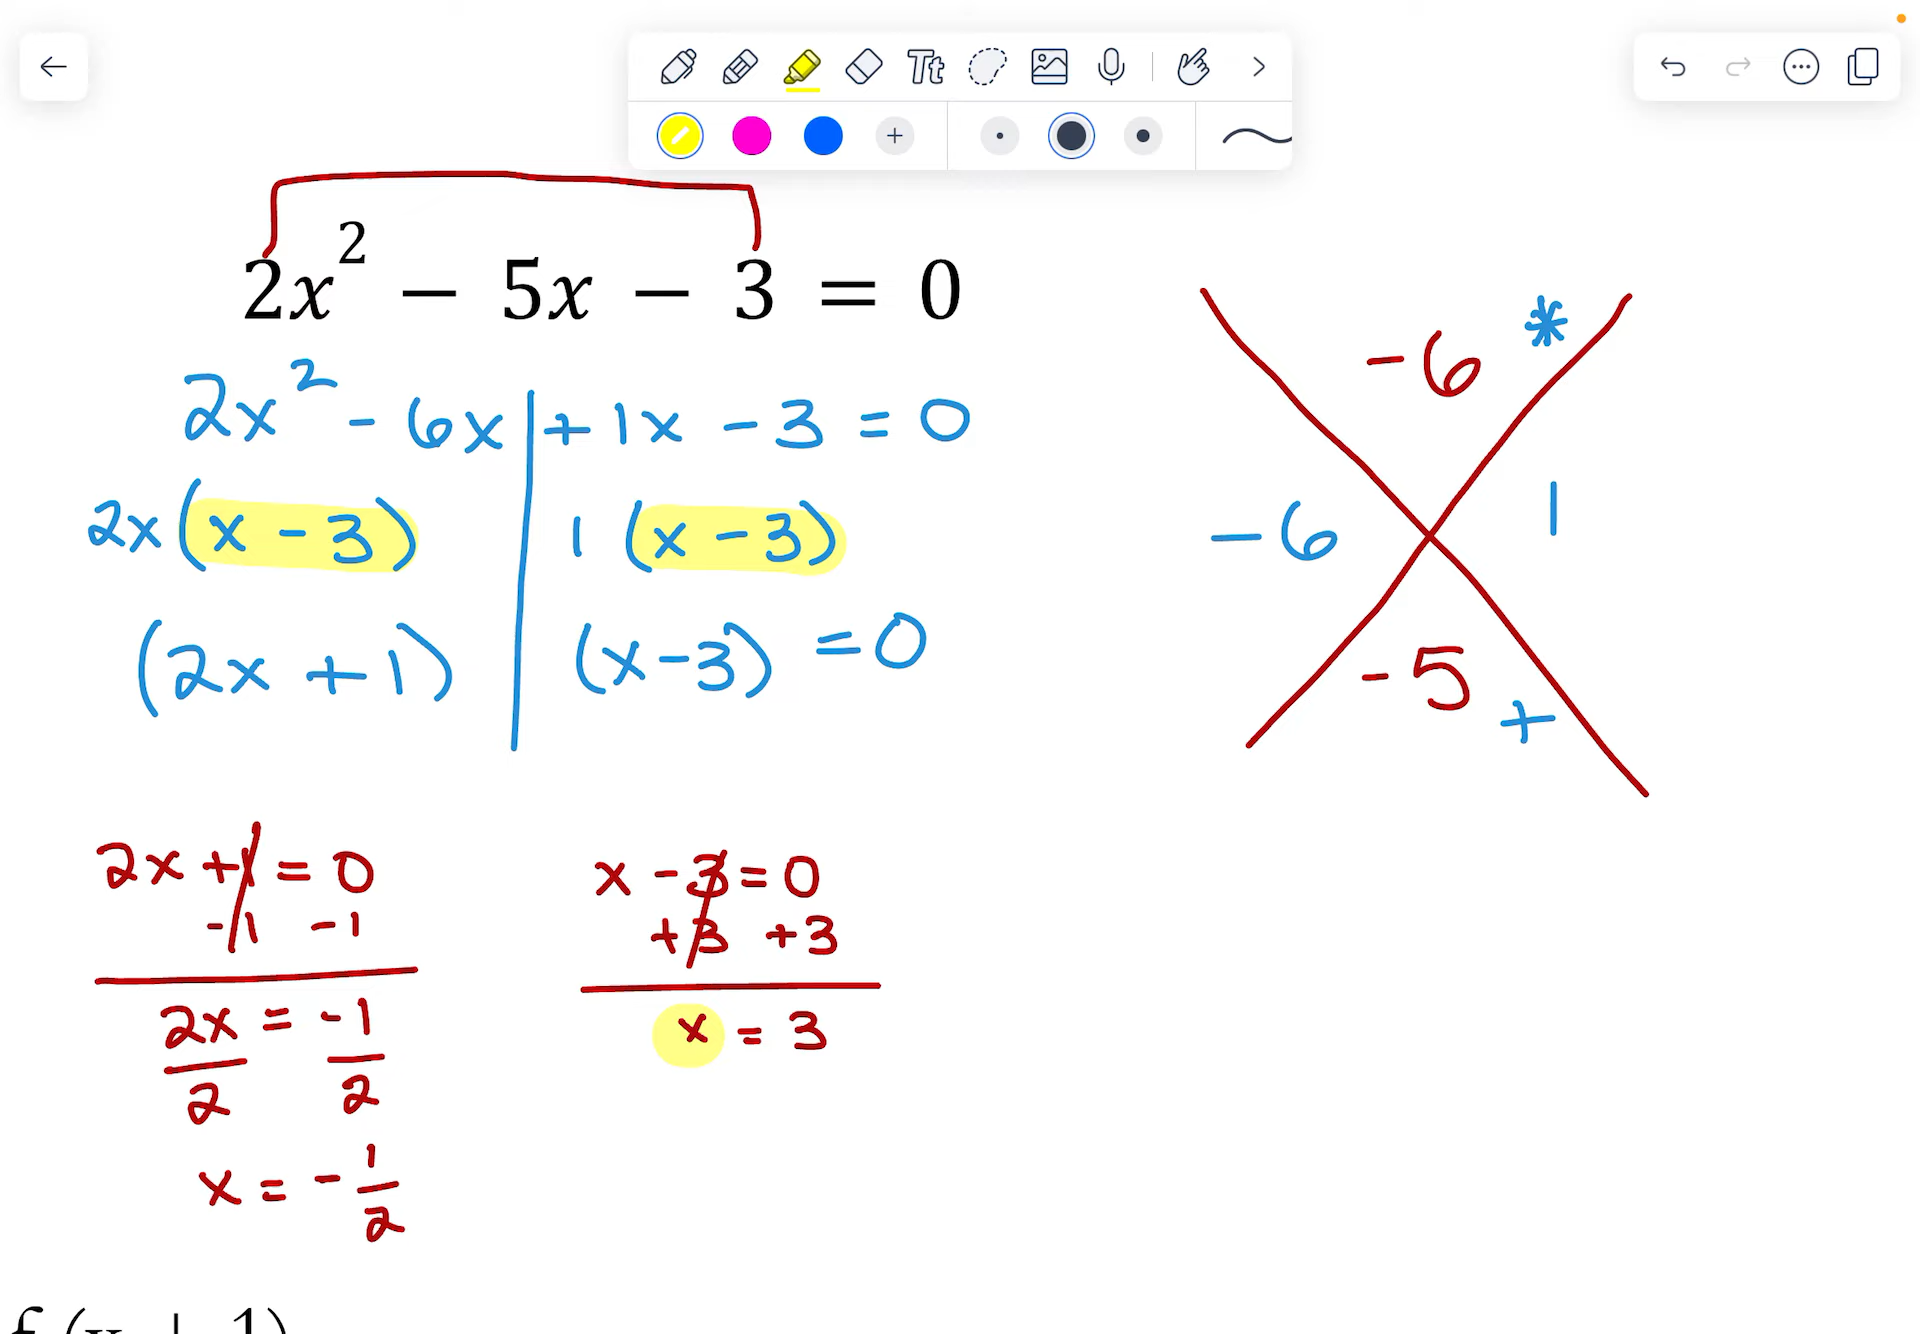 Tt
2x² − 5x − 3 = 0
2x² - 6x + 1x - 3 = 0
2x (x - 3) 1 (x - 3)
(2x + 1) (x - 3) = 0
-6 *
-6 1
-5 +
2x + 1 = 0
-1 -1
2x = -1
2 2
x = - 1/2
x - 3 = 0
+3 +3
x = 3